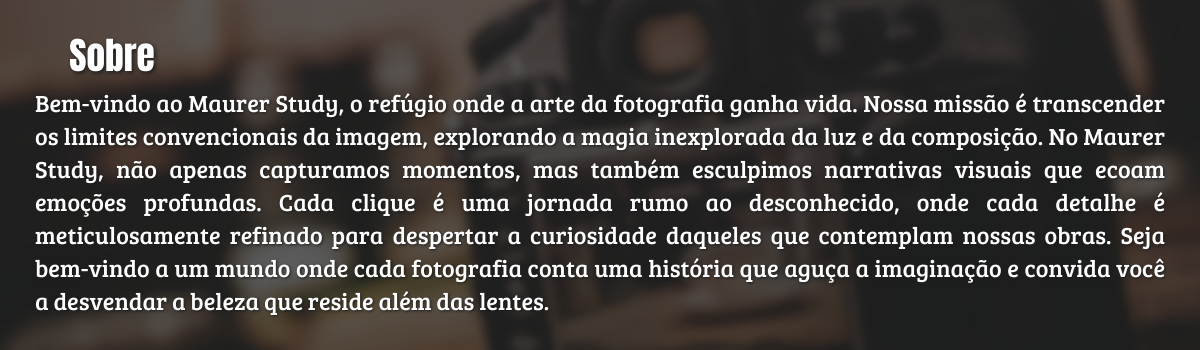 Sobre
Bem-vindo ao Maurer Study, o refúgio onde a arte da fotografia ganha vida. Nossa missão é transcender
os limites convencionais da imagem, explorando a magia inexplorada da luz e da composição. No Maurer
Study, não apenas capturamos momentos, mas também esculpimos narrativas visuais que ecoam
emoções profundas. Cada clique é uma jornada rumo ao desconhecido, onde cada detalhe é
meticulosamente refinado para despertar a curiosidade daqueles que contemplam nossas obras. Seja
bem-vindo a um mundo onde cada fotografia conta uma história que aguça a imaginação e convida você
a desvendar a beleza que reside além das lentes.